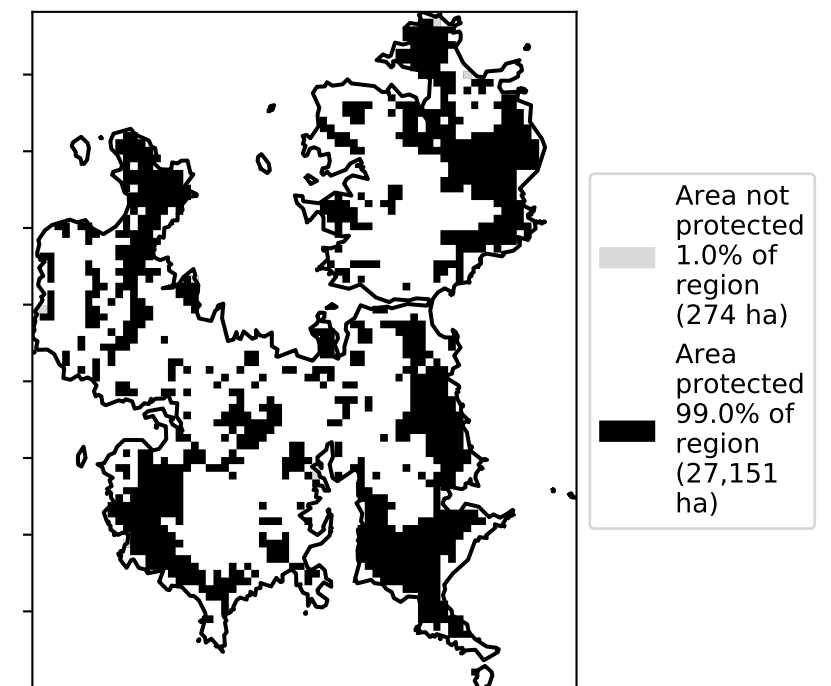 Area not
protected
1.0% of
region
(274 ha)
Area
protected
99.0% of
region
(27,151
ha)